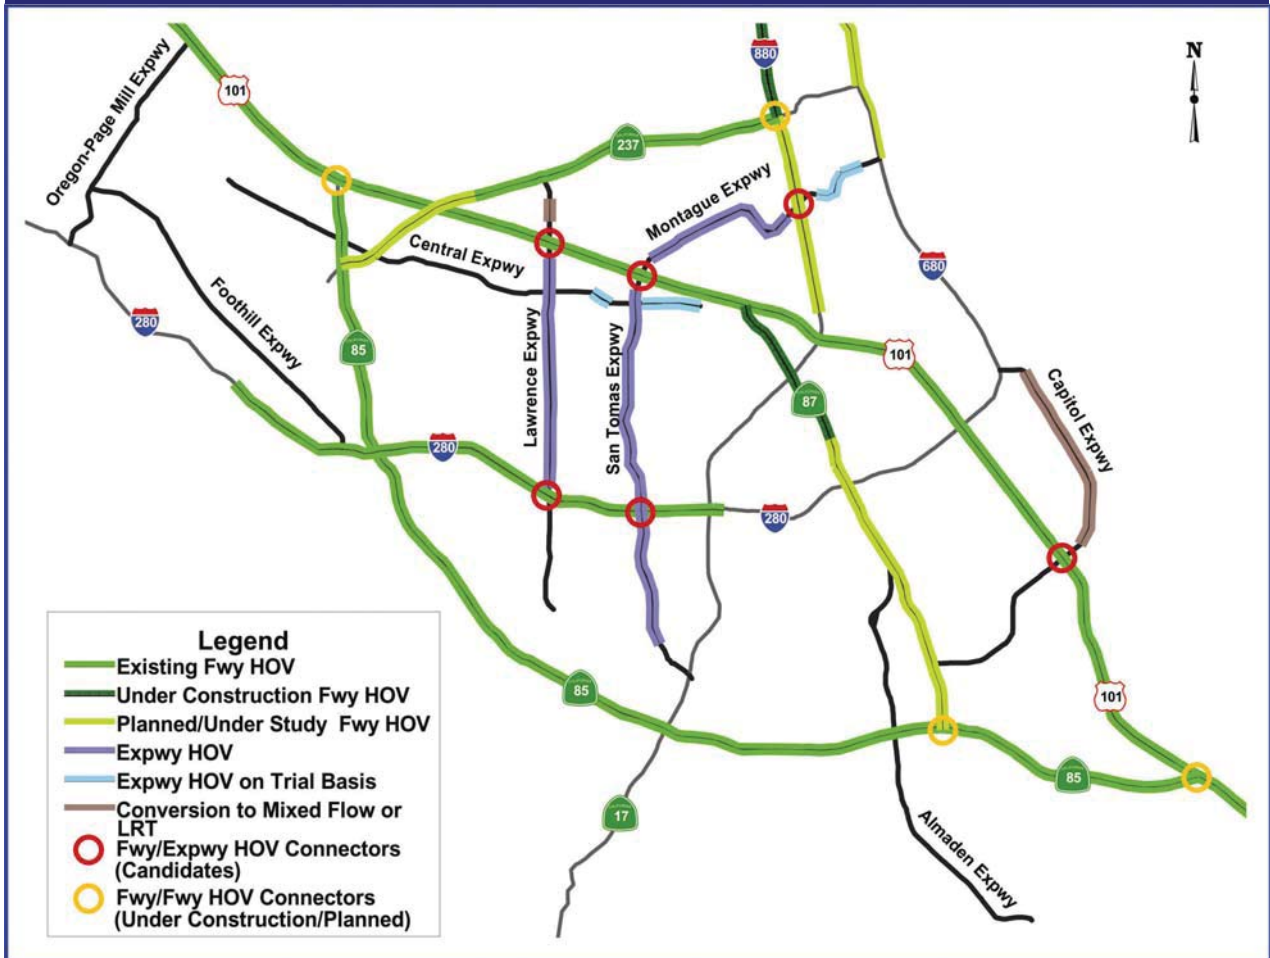 880
N
101
237
Oregon-Page Mill Expwy
Montague Expwy
Central Expwy
680
Foothill Expwy
280
85
Lawrence Expwy
San Tomas Expwy
101
87
Capitol Expwy
280
280
Legend
Existing Fwy HOV
Under Construction Fwy HOV
Planned/Under Study Fwy HOV
Expwy HOV
Expwy HOV on Trial Basis
Conversion to Mixed Flow or
LRT
Fwy/Expwy HOV Connectors
(Candidates)
Fwy/Fwy HOV Connectors
(Under Construction/Planned)
85
101
85
17
Almaden Expwy